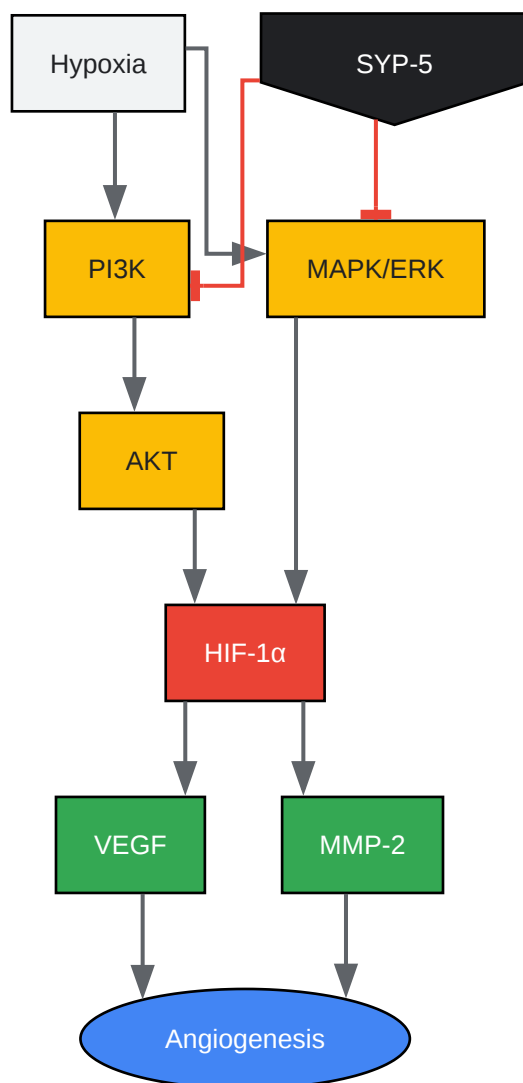 Hypoxia
SYP-5
PI3K
MAPK/ERK
AKT
HIF-1α
VEGF
MMP-2
Angiogenesis